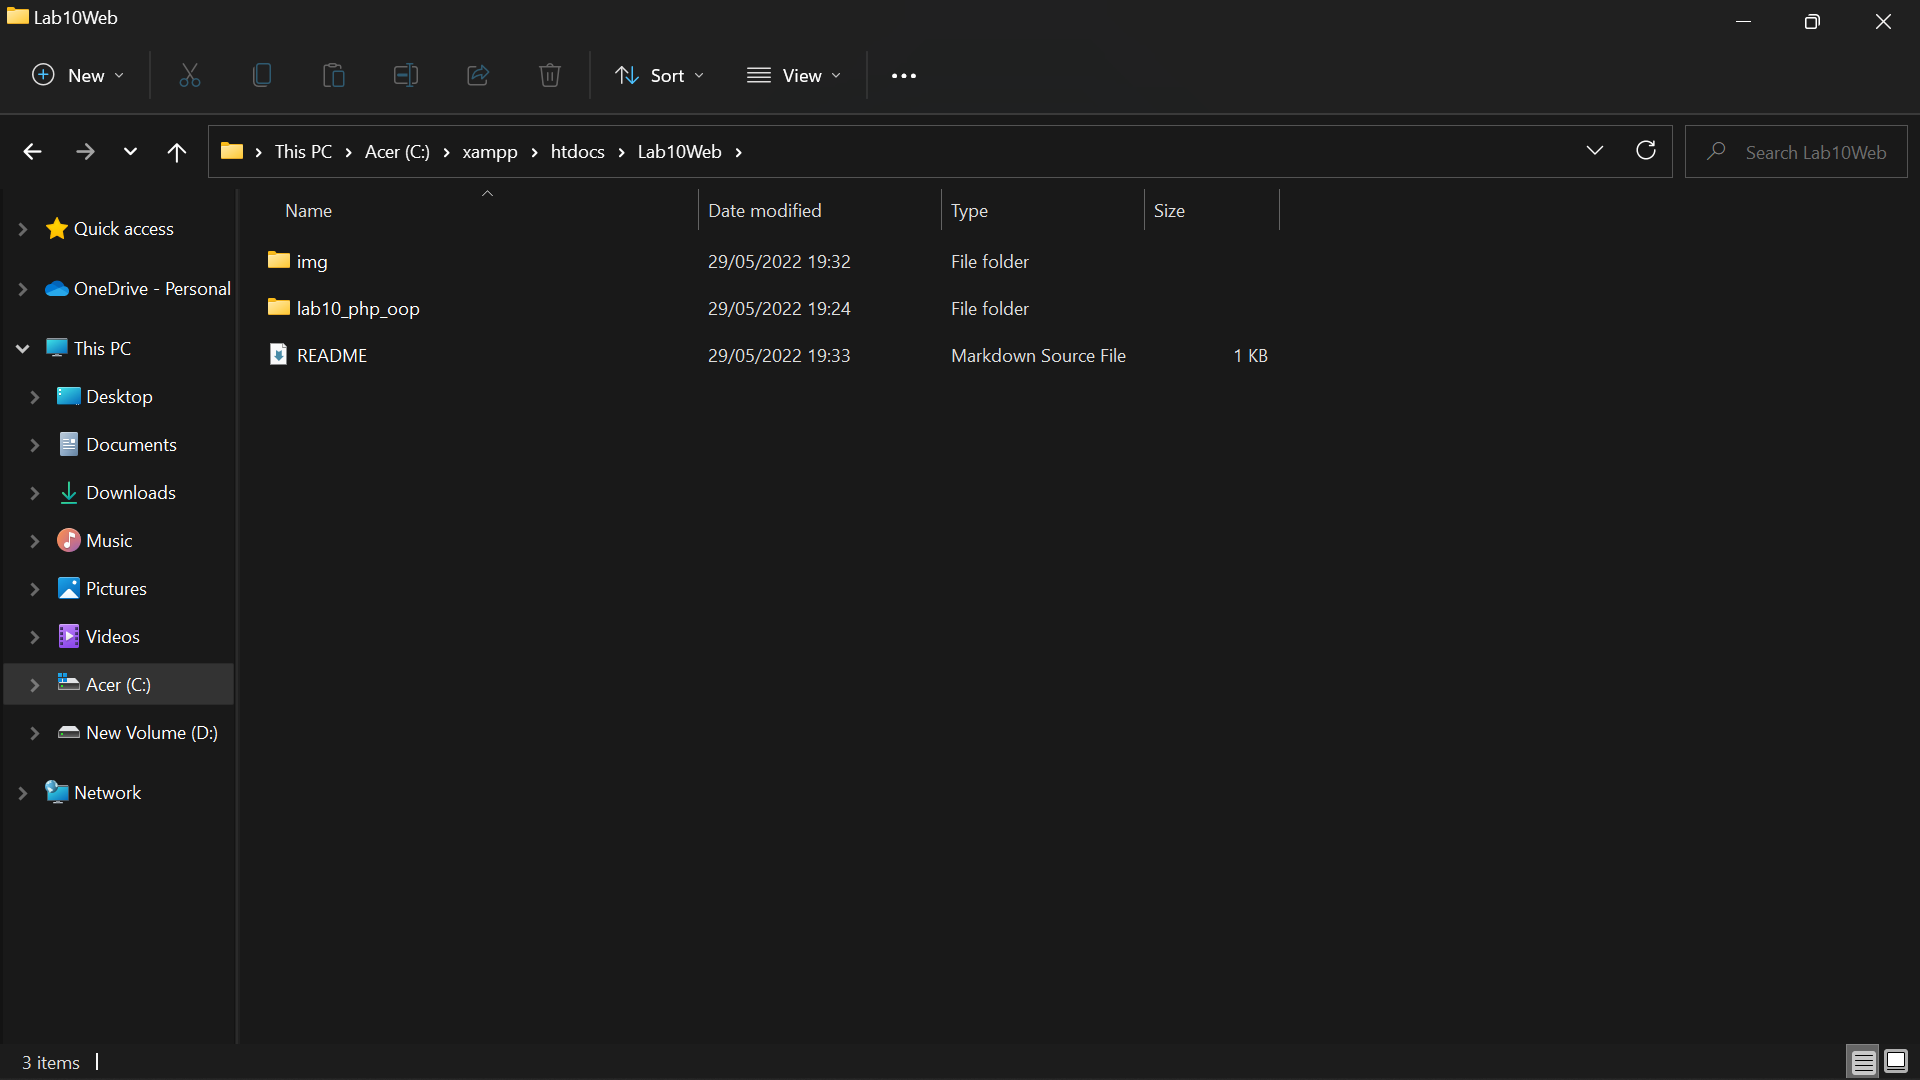 Lab10Web
New
Sort
View
This PC > Acer (C:) > xampp > htdocs > Lab10Web >
Search Lab10Web
Name Date modified Type Size
img 29/05/2022 19:32 File folder
lab10_php_oop 29/05/2022 19:24 File folder
README 29/05/2022 19:33 Markdown Source File 1 KB
Quick access
OneDrive - Personal
This PC
Desktop
Documents
Downloads
Music
Pictures
Videos
Acer (C:)
New Volume (D:)
Network
3 items